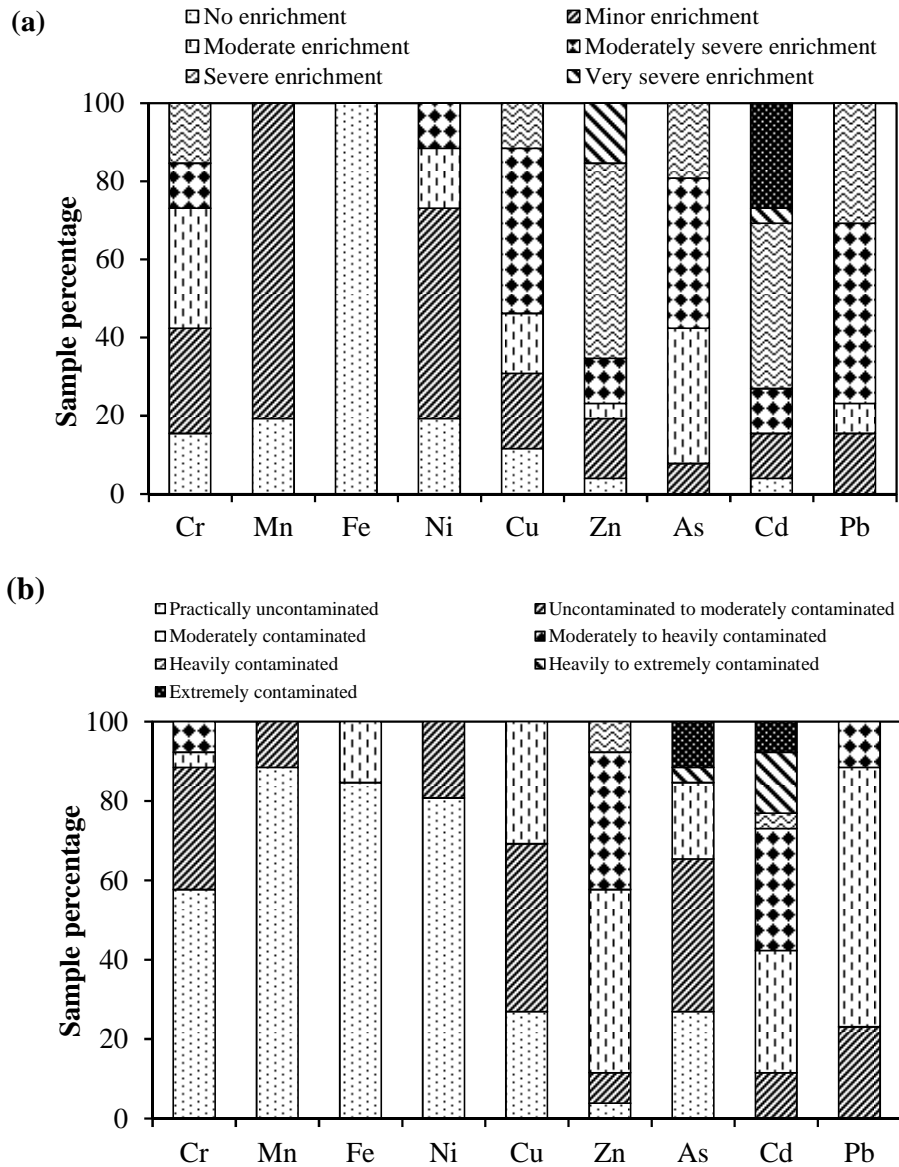 (a)
No enrichment Minor enrichment
Moderate enrichment Moderately severe enrichment
Severe enrichment Very severe enrichment
100
80
60
40
20
0
Sample percentage
Cr Mn Fe Ni Cu Zn As Cd Pb
(b)
Practically uncontaminated Uncontaminated to moderately contaminated
Moderately contaminated Moderately to heavily contaminated
Heavily contaminated Heavily to extremely contaminated
Extremely contaminated
100
80
60
40
20
0
Sample percentage
Cr Mn Fe Ni Cu Zn As Cd Pb